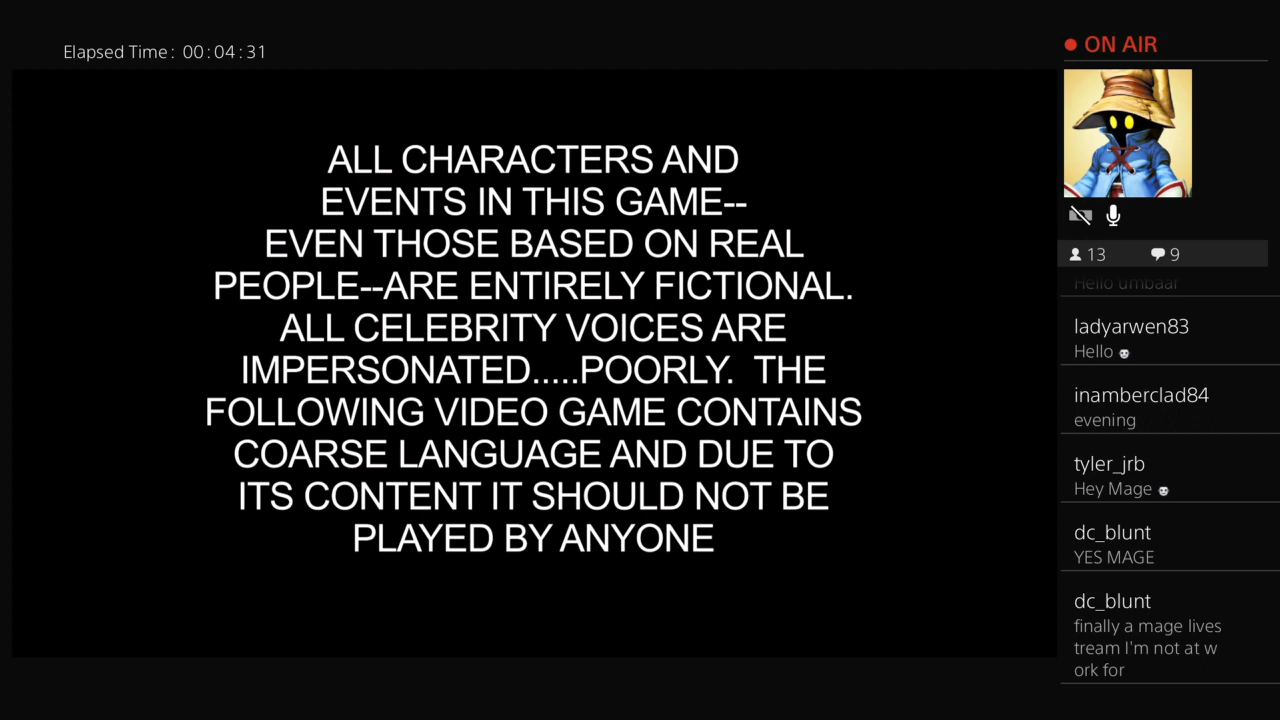 Elapsed Time: 00:04:31
ON AIR
ALL CHARACTERS AND
EVENTS IN THIS GAME--
EVEN THOSE BASED ON REAL
PEOPLE--ARE ENTIRELY FICTIONAL.
ALL CELEBRITY VOICES ARE
IMPERSONATED.....POORLY. THE
FOLLOWING VIDEO GAME CONTAINS
COARSE LANGUAGE AND DUE TO
ITS CONTENT IT SHOULD NOT BE
PLAYED BY ANYONE
13 9
Hello umbaar
ladyarwen83
Hello
inamberclad84
evening
tyler_jrb
Hey Mage
dc_blunt
YES MAGE
dc_blunt
finally a mage lives
tream I'm not at w
ork for